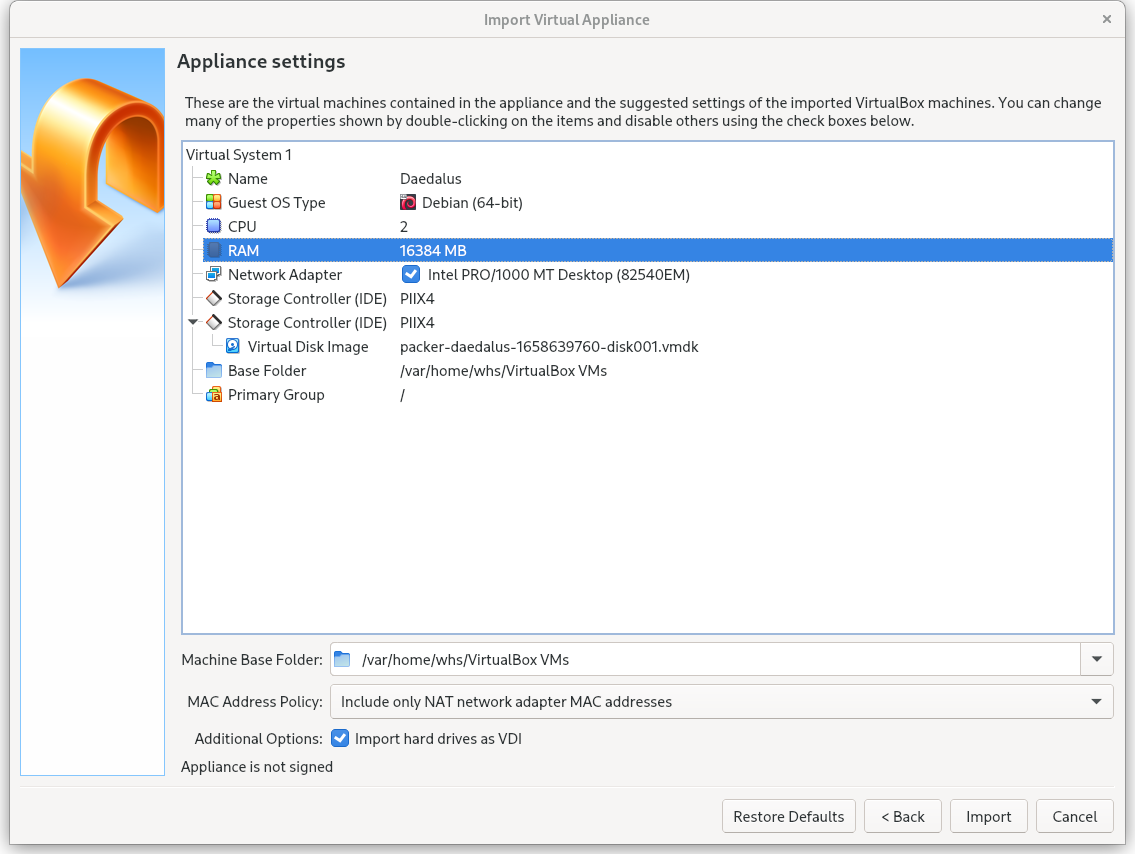 Import Virtual Appliance
Appliance settings
These are the virtual machines contained in the appliance and the suggested settings of the imported VirtualBox machines. You can change
many of the properties shown by double-clicking on the items and disable others using the check boxes below.
Virtual System 1
Name Daedalus
Guest OS Type Debian (64-bit)
CPU 2
RAM 16384 MB
Network Adapter Intel PRO/1000 MT Desktop (82540EM)
Storage Controller (IDE) PIIX4
Storage Controller (IDE) PIIX4
Virtual Disk Image packer-daedalus-1658639760-disk001.vmdk
Base Folder /var/home/whs/VirtualBox VMs
Primary Group /
Machine Base Folder: /var/home/whs/VirtualBox VMs
MAC Address Policy: Include only NAT network adapter MAC addresses
Additional Options: Import hard drives as VDI
Appliance is not signed
Restore Defaults < Back Import Cancel